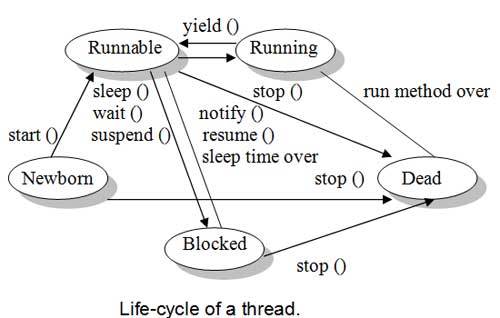 yield ()
Runnable
Running
sleep ()
wait ()
suspend ()
stop ()
notify ()
resume ()
sleep time over
run method over
start ()
Newborn
stop ()
Dead
Blocked
stop ()
Life-cycle of a thread.